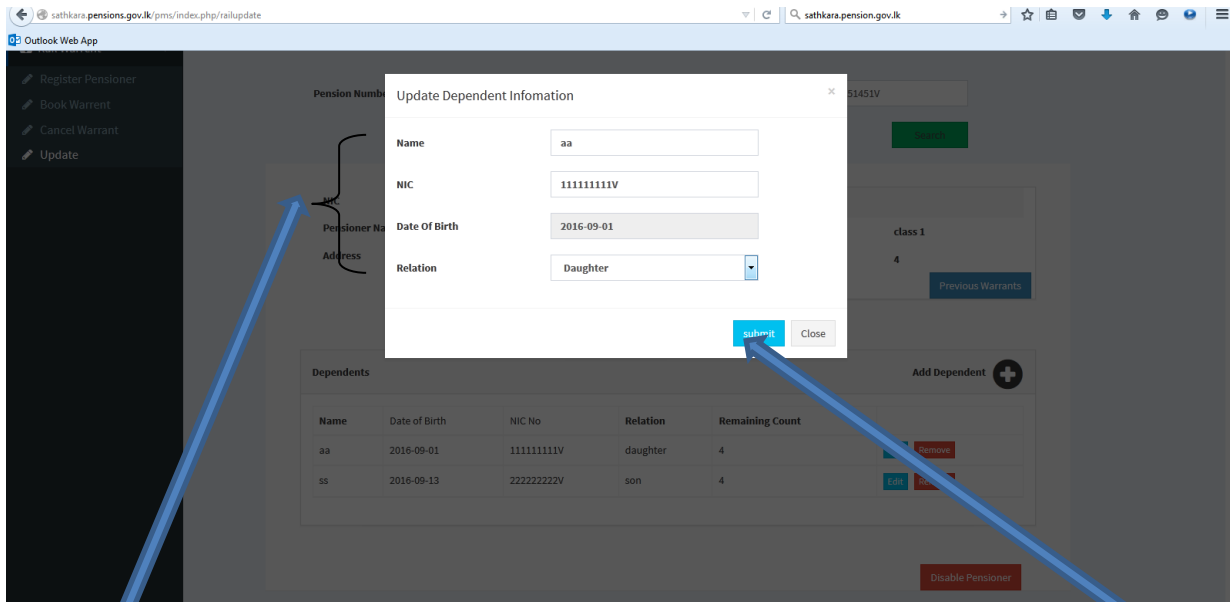 sathkara.pensions.gov.lk/pms/index.php/railupdate
sathkara.pension.gov.lk
Outlook Web App
Register Pensioner
Book Warrent
Cancel Warrant
Update
Update Dependent Infomation ×
Name aa
NIC 111111111V
Date Of Birth 2016-09-01
Relation Daughter
submit Close
51451V
Search
NIC
class 1
Address 4
Previous Warrants
Dependents Add Dependent
Name Date of Birth NIC No Relation Remaining Count
aa 2016-09-01 111111111V daughter 4 Remove
ss 2016-09-13 222222222V son 4 Edit
Disable Pensioner